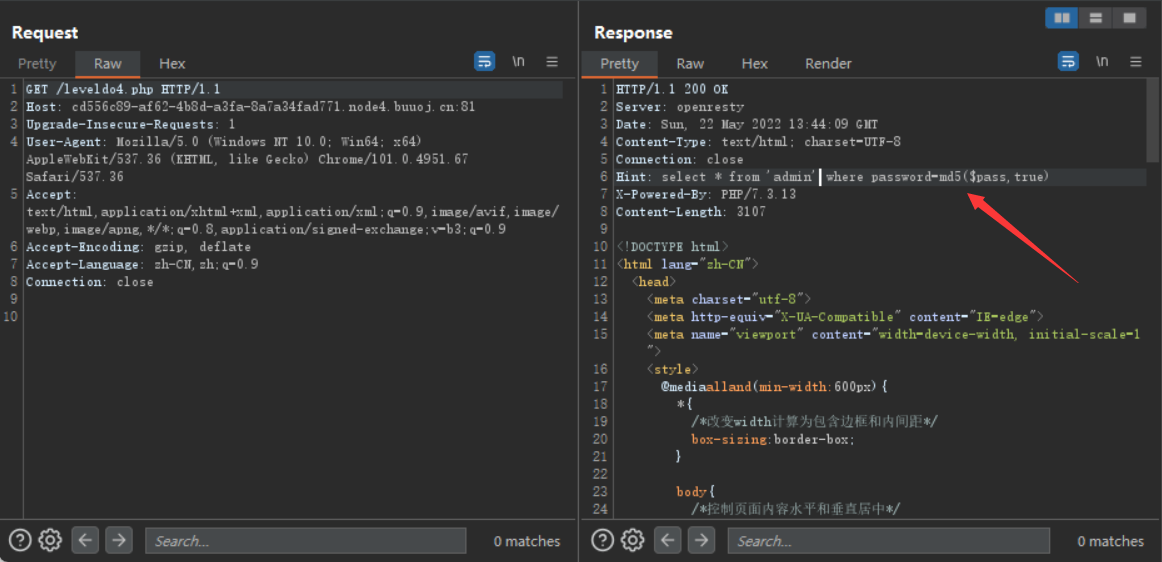 Request
Pretty Raw Hex
\n
1 GET /leveldo4.php HTTP/1.1
2 Host: cd556c89-af62-4b8d-a3fa-8a7a34fad771.node4.buuoj.cn:81
3 Upgrade-Insecure-Requests: 1
4 User-Agent: Mozilla/5.0 (Windows NT 10.0; Win64; x64)
AppleWebKit/537.36 (KHTML, like Gecko) Chrome/101.0.4951.67
Safari/537.36
5 Accept:
text/html,application/xhtml+xml,application/xml;q=0.9,image/avif,image/
webp,image/apng,*/*;q=0.8,application/signed-exchange;v=b3;q=0.9
6 Accept-Encoding: gzip, deflate
7 Accept-Language: zh-CN,zh;q=0.9
8 Connection: close
9
10
Search...
0 matches
Response
Pretty Raw Hex Render
\n
1 HTTP/1.1 200 OK
2 Server: openresty
3 Date: Sun, 22 May 2022 13:44:09 GMT
4 Content-Type: text/html; charset=UTF-8
5 Connection: close
6 Hint: select * from 'admin' where password=md5($pass,true)
7 X-Powered-By: PHP/7.3.13
8 Content-Length: 3107
9
10 <!DOCTYPE html>
11 <html lang="zh-CN">
12 <head>
13 <meta charset="utf-8">
14 <meta http-equiv="X-UA-Compatible" content="IE=edge">
15 <meta name="viewport" content="width=device-width, initial-scale=1
">
16 <style>
17 @mediaalland(min-width:600px){
18 *{
19 /*改变width计算为包含边框和内间距*/
20 box-sizing:border-box;
21 }
22
23 body{
24 /*控制页面内容水平和垂直居中*/
Search...
0 matches